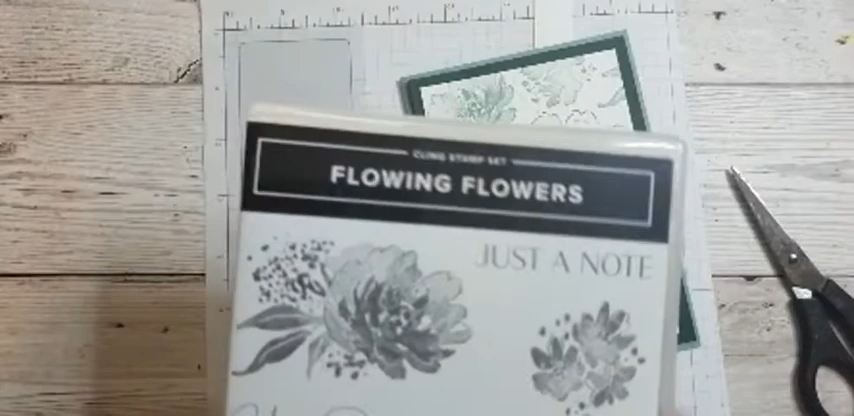 CLING STAMP SET
FLOWING FLOWERS
JUST A NOTE